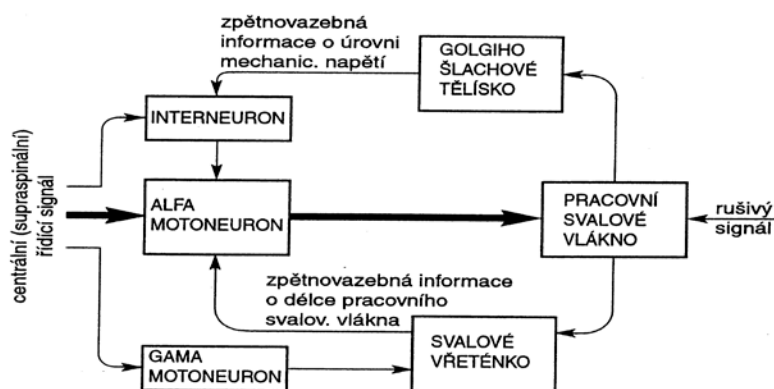 zpětnovazebná
informace o úrovni
mechanic. napětí
GOLGIHO
ŠLACHOVÉ
TĚLÍSKO
INTERNEURON
centrální (supraspinální)
řídící signál
ALFA
MOTONEURON
PRACOVNÍ
SVALOVÉ
VLÁKNO
rušivý
signál
zpětnovazebná informace
o délce pracovního
svalov. vlákna
GAMA
MOTONEURON
SVALOVÉ
VŘETÉNKO